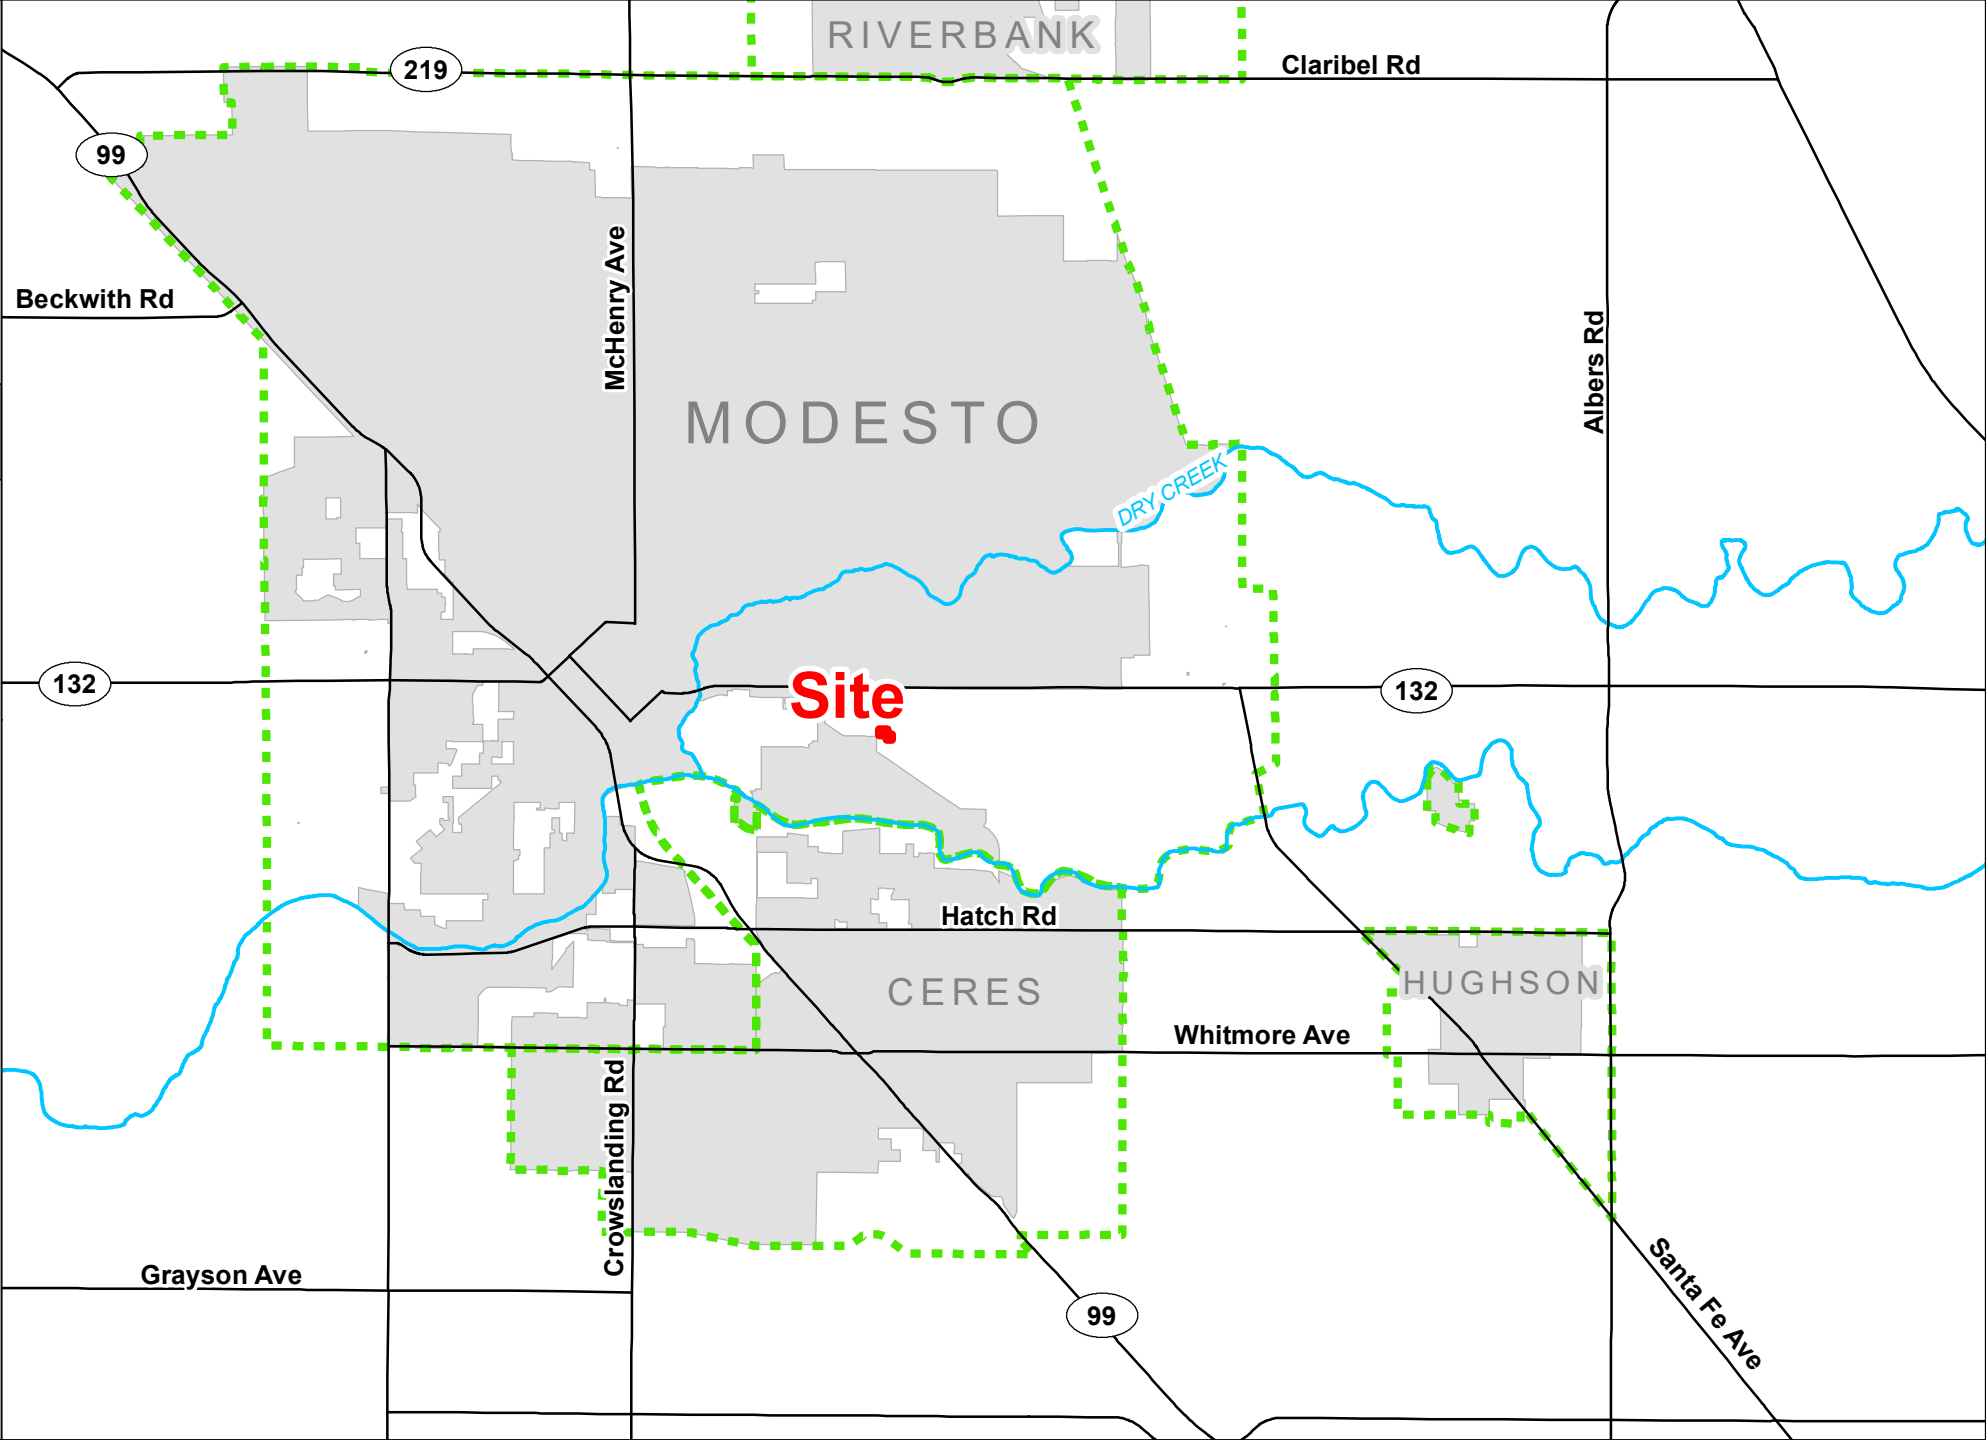 RIVERBANK
Claribel Rd
219
99
McHenry Ave
Beckwith Rd
Albers Rd
MODESTO
DRY CREEK
132
Site
132
Hatch Rd
CERES
HUGHSON
Whitmore Ave
Crowslanding Rd
Grayson Ave
Santa Fe Ave
99